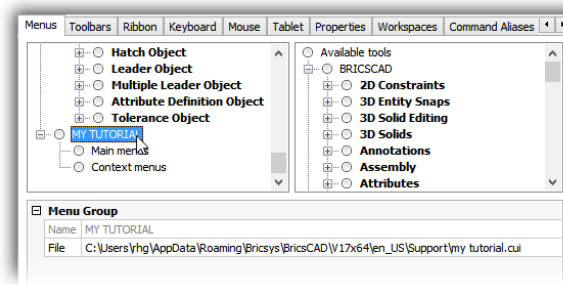 Menus Toolbars Ribbon Keyboard Mouse Tablet Properties Workspaces Command Aliases
Hatch Object
Leader Object
Multiple Leader Object
Attribute Definition Object
Tolerance Object
MY TUTORIAL
Main menus
Context menus
Available tools
BRICSCAD
2D Constraints
3D Entity Snaps
3D Solid Editing
3D Solids
Annotations
Assembly
Attributes
Menu Group
Name MY TUTORIAL
File C:\Users\rhg\AppData\Roaming\Bricsys\BricsCAD\V17x64\en_US\Support\my tutorial.cui